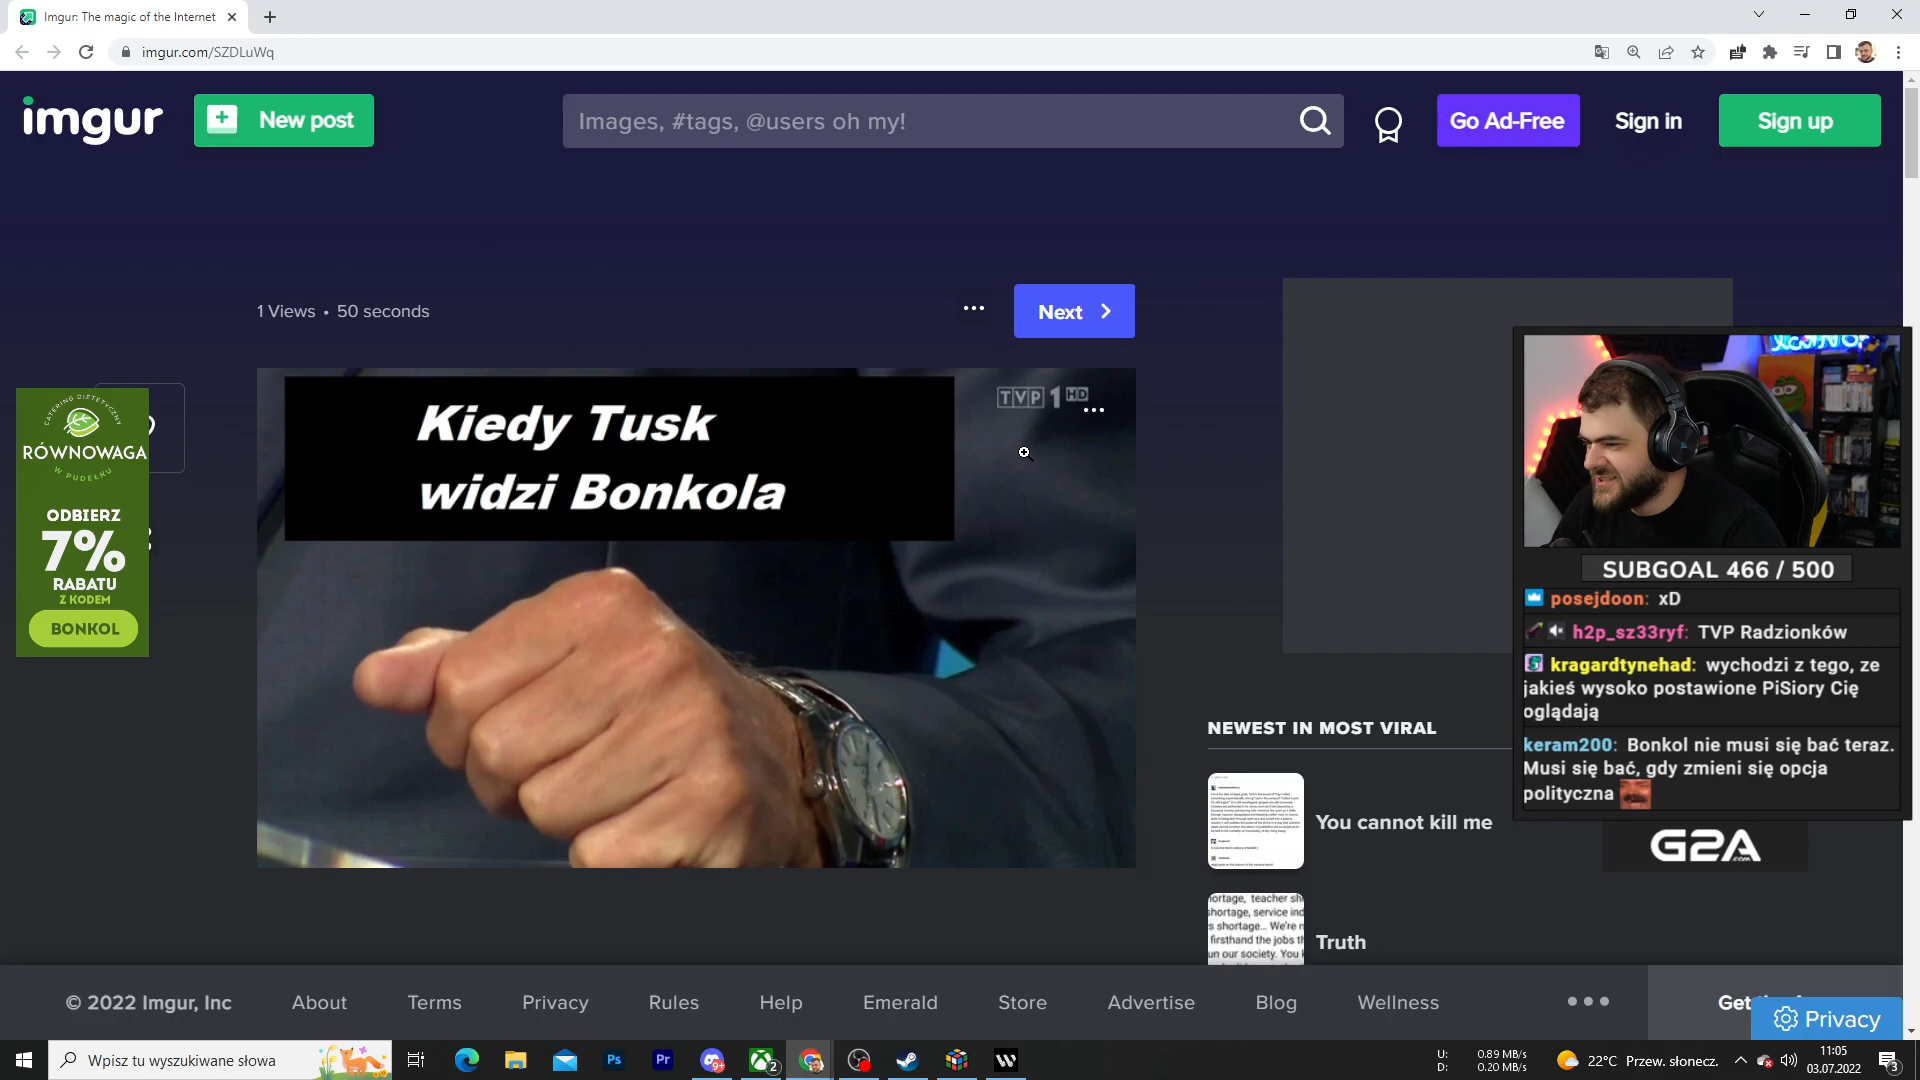 Imgur: The magic of the Internet
imgur.com/SZDLuWq
imgur
New post
Images, #tags, @users oh my!
Go Ad-Free
Sign in
Sign up
1 Views • 50 seconds
Next
Kiedy Tusk
widzi Bonkola
TVP 1 HD
CATERING DIETETYCZNY
RÓWNOWAGA
W PUDEŁKU
ODBIERZ
7%
RABATU
Z KODEM
BONKOL
SUBGOAL 466 / 500
posejdoon: xD
h2p_sz33ryf: TVP Radzionków
kragardtynehad: wychodzi z tego, ze
jakieś wysoko postawione PiSiory Cię
oglądają
keram200: Bonkol nie musi się bać teraz.
Musi się bać, gdy zmieni się opcja
polityczna
G2A.com
NEWEST IN MOST VIRAL
You cannot kill me
Truth
© 2022 Imgur, Inc
About
Terms
Privacy
Rules
Help
Emerald
Store
Advertise
Blog
Wellness
Privacy
Wpisz tu wyszukiwane słowa
Ps
Pr
U: 0.89 MB/s
D: 0.20 MB/s
22°C Przew. słonecz.
11:05
03.07.2022